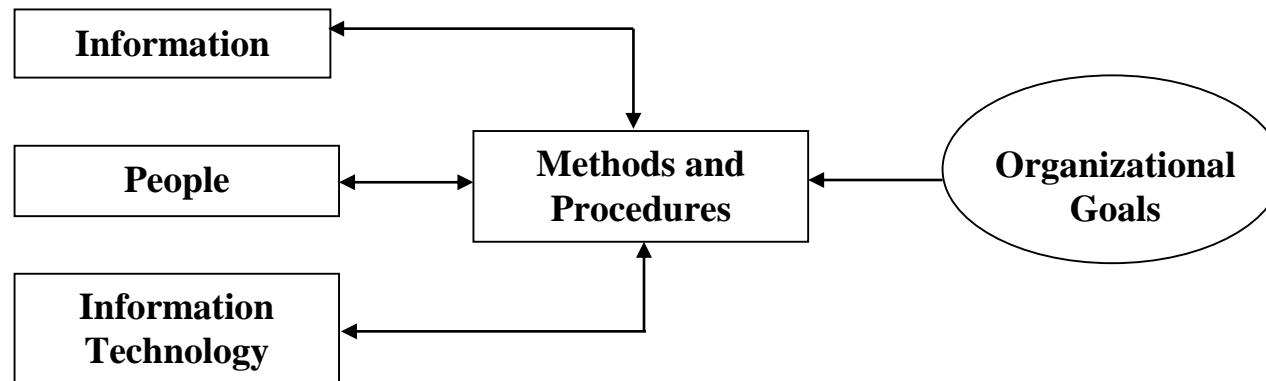 Information
People
Methods and
Procedures
Organizational
Goals
Information
Technology